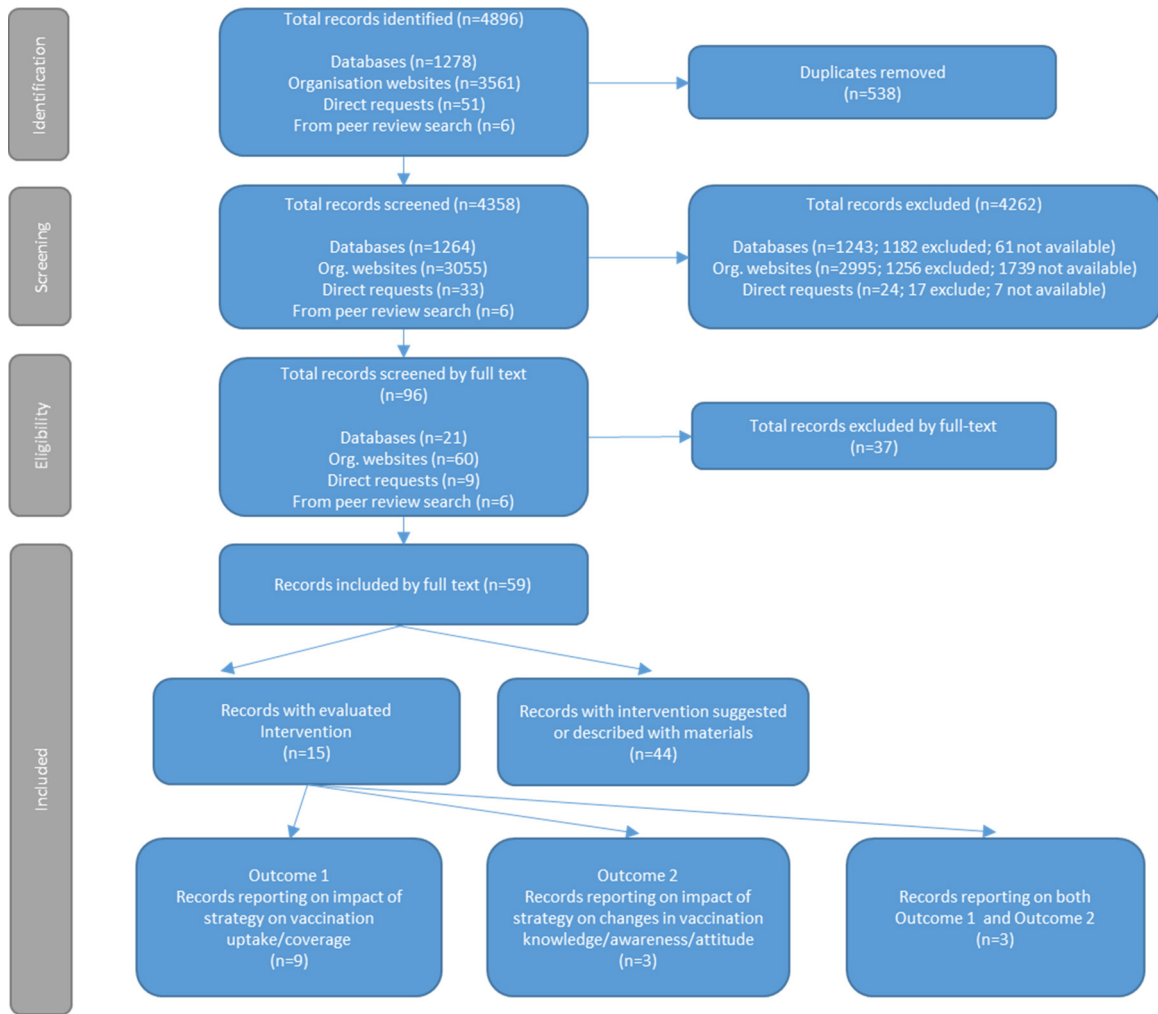 Identification
Total records identified (n=4896)
Databases (n=1278)
Organisation websites (n=3561)
Direct requests (n=51)
From peer review search (n=6)
Duplicates removed
(n=538)
Screening
Total records screened (n=4358)
Databases (n=1264)
Org. websites (n=3055)
Direct requests (n=33)
From peer review search (n=6)
Total records excluded (n=4262)
Databases (n=1243; 1182 excluded; 61 not available)
Org. websites (n=2995; 1256 excluded; 1739 not available)
Direct requests (n=24; 17 exclude; 7 not available)
Eligibility
Total records screened by full text
(n=96)
Databases (n=21)
Org. websites (n=60)
Direct requests (n=9)
From peer review search (n=6)
Total records excluded by full-text
(n=37)
Included
Records included by full text (n=59)
Records with evaluated
Intervention
(n=15)
Records with intervention suggested
or described with materials
(n=44)
Outcome 1
Records reporting on impact of
strategy on vaccination
uptake/coverage
(n=9)
Outcome 2
Records reporting on impact of
strategy on changes in vaccination
knowledge/awareness/attitude
(n=3)
Records reporting on both
Outcome 1 and Outcome 2
(n=3)